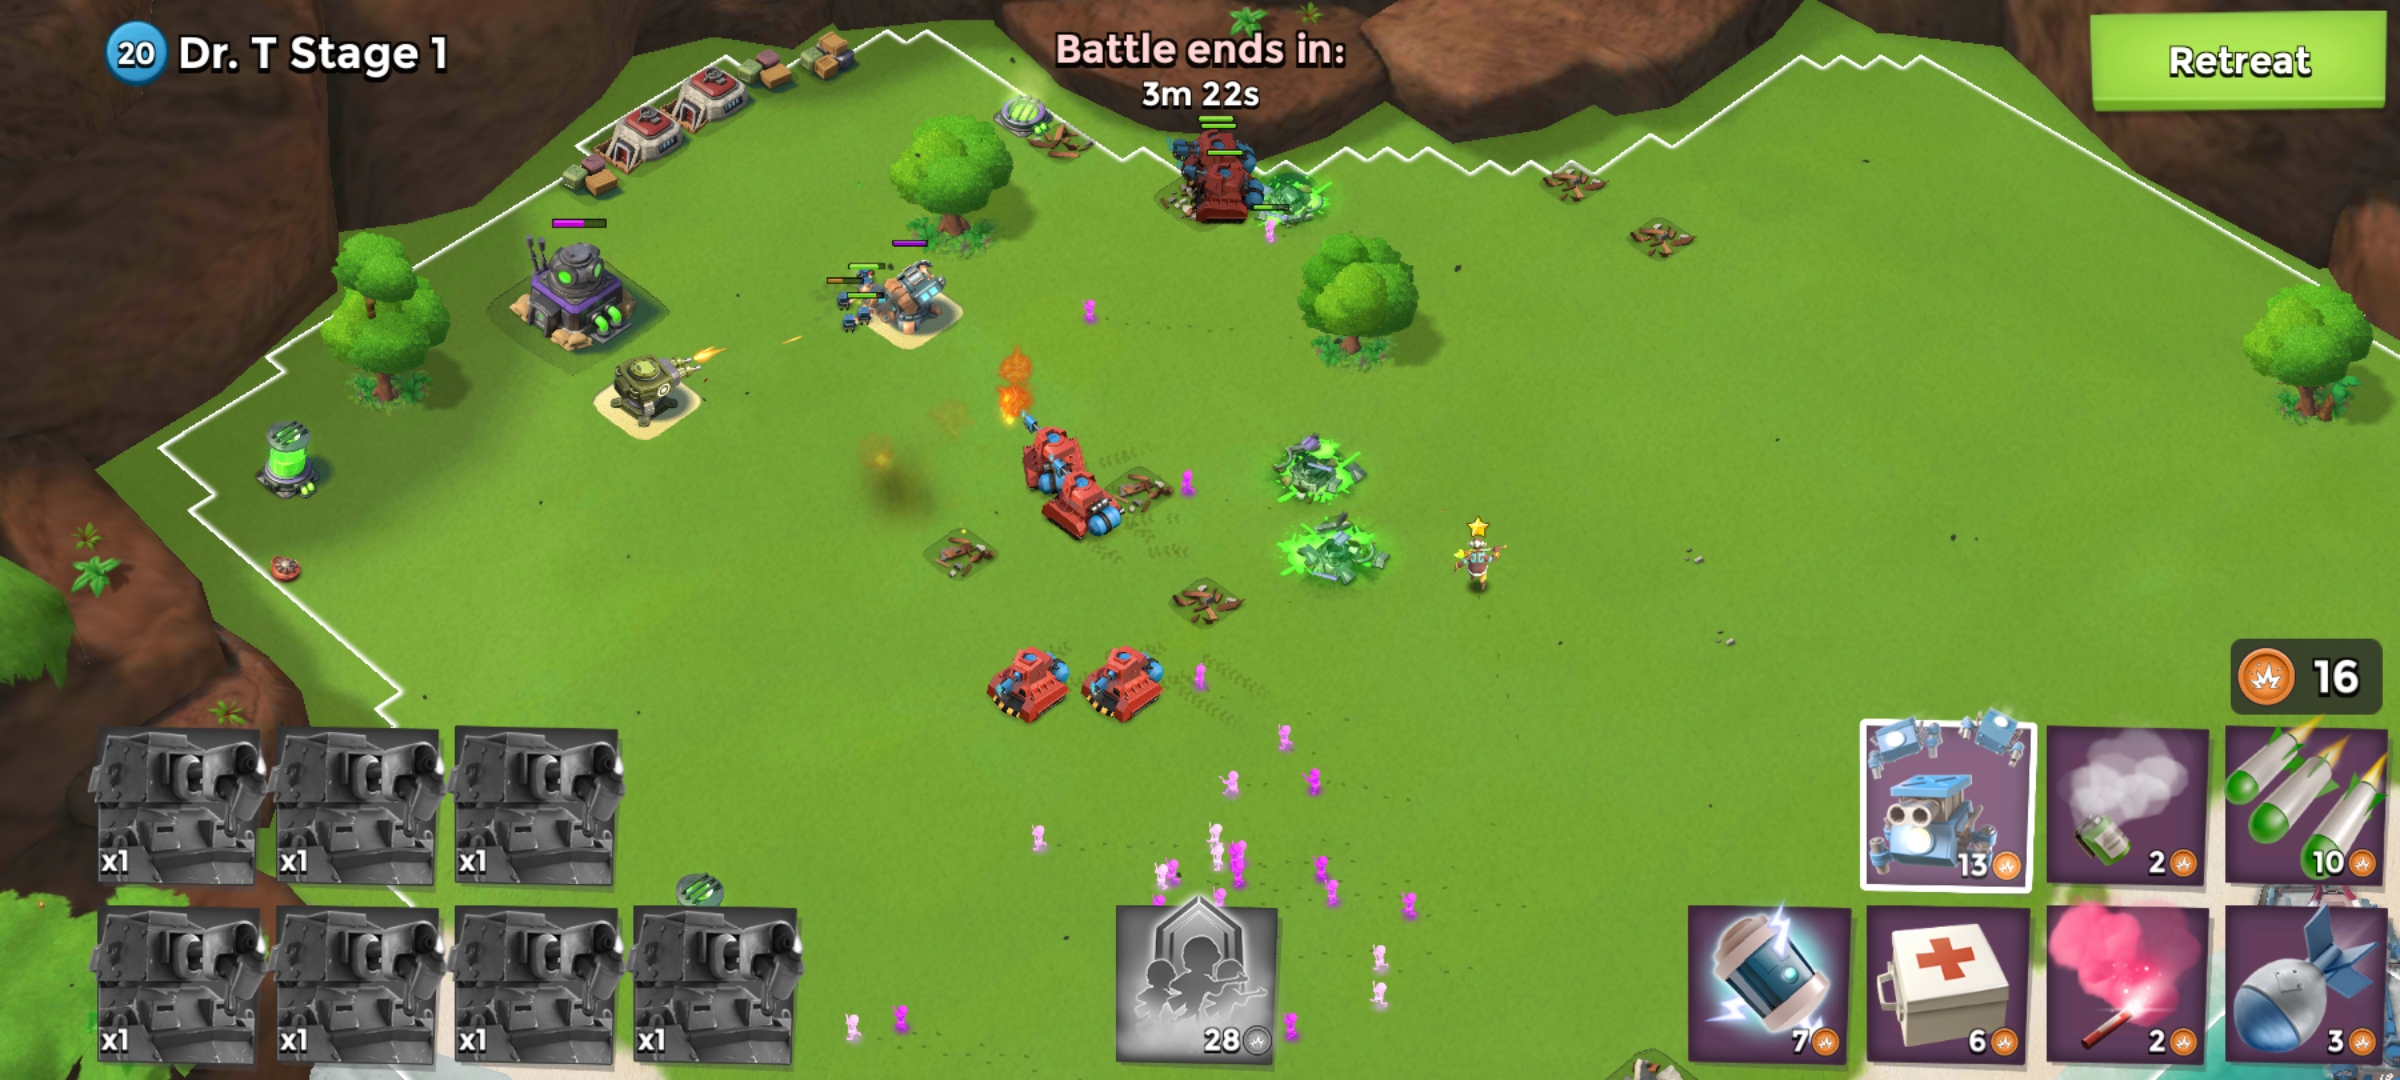 20 Dr. T Stage 1
Battle ends in:
3m 22s
Retreat
16
x1 x1 x1
13 2 10
x1 x1 x1 x1
28
7 6 2 3